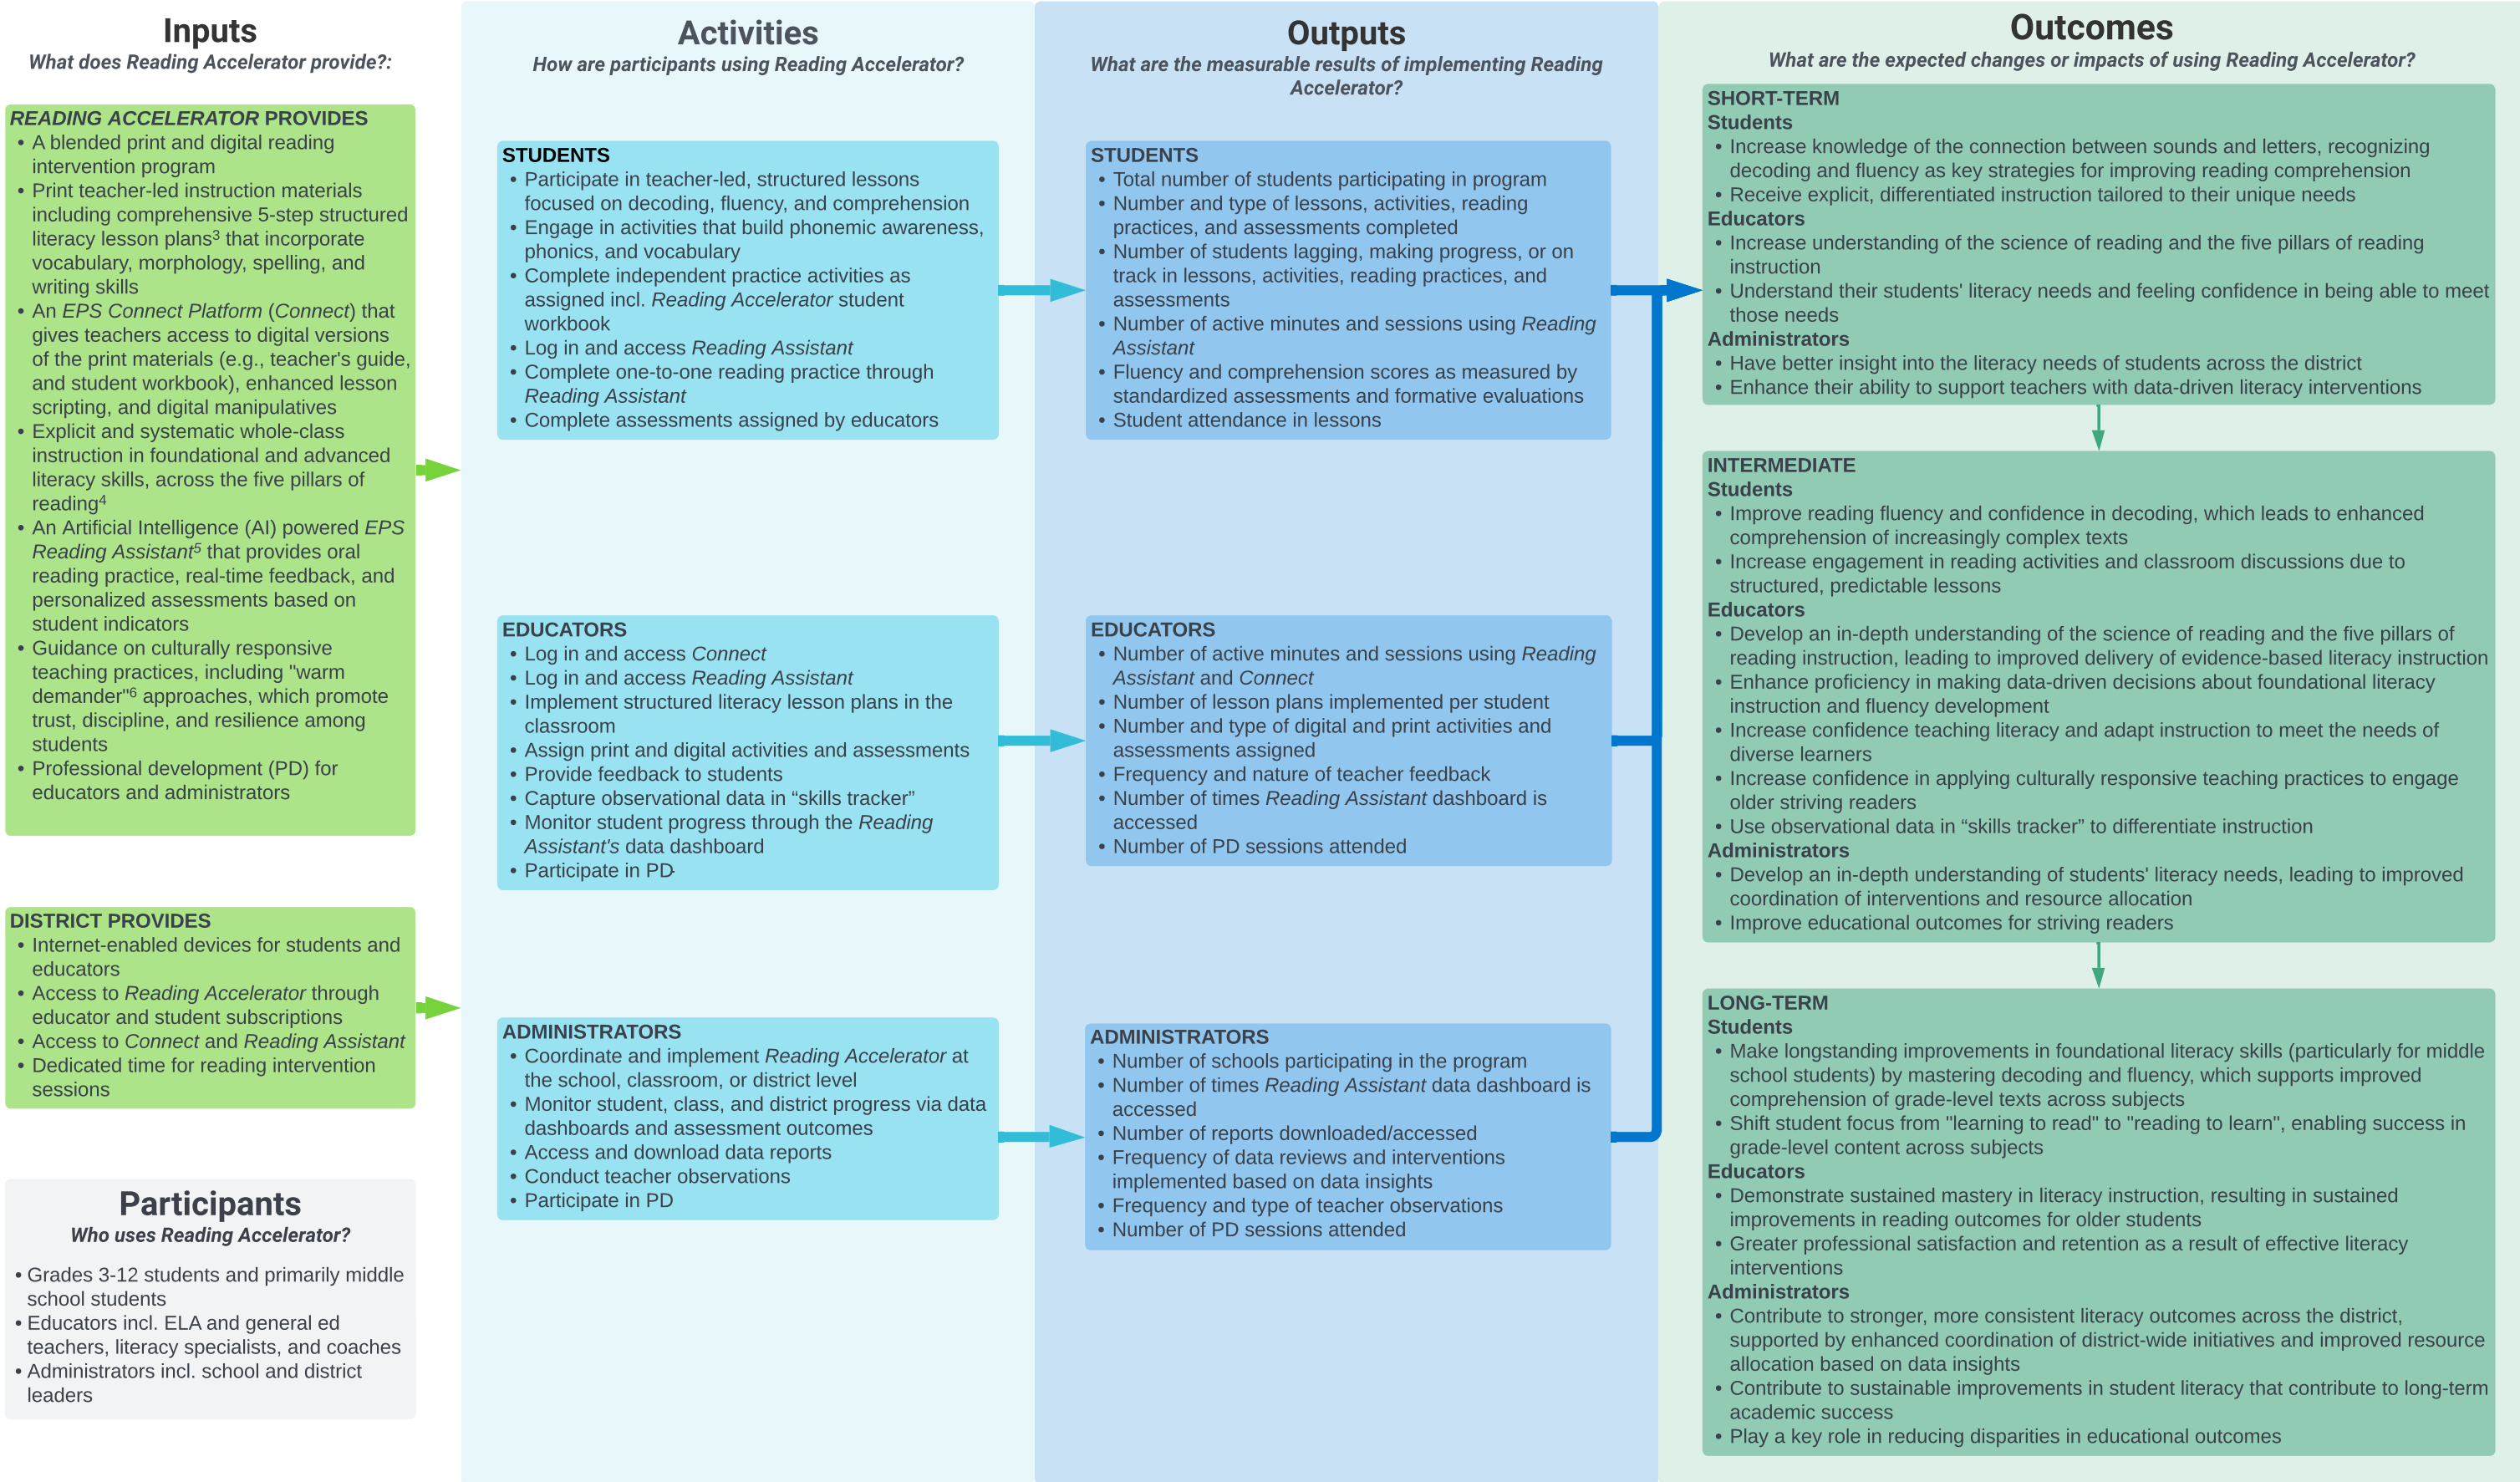 Inputs
What does Reading Accelerator provide?:
READING ACCELERATOR PROVIDES
• A blended print and digital reading
intervention program
• Print teacher-led instruction materials
including comprehensive 5-step structured
literacy lesson plans³ that incorporate
vocabulary, morphology, spelling, and
writing skills
• An EPS Connect Platform (Connect) that
gives teachers access to digital versions
of the print materials (e.g., teacher's guide,
and student workbook), enhanced lesson
scripting, and digital manipulatives
• Explicit and systematic whole-class
instruction in foundational and advanced
literacy skills, across the five pillars of
reading⁴
• An Artificial Intelligence (AI) powered EPS
Reading Assistant⁵ that provides oral
reading practice, real-time feedback, and
personalized assessments based on
student indicators
• Guidance on culturally responsive
teaching practices, including "warm
demander"⁶ approaches, which promote
trust, discipline, and resilience among
students
• Professional development (PD) for
educators and administrators
DISTRICT PROVIDES
• Internet-enabled devices for students and
educators
• Access to Reading Accelerator through
educator and student subscriptions
• Access to Connect and Reading Assistant
• Dedicated time for reading intervention
sessions
Participants
Who uses Reading Accelerator?
• Grades 3-12 students and primarily middle
school students
• Educators incl. ELA and general ed
teachers, literacy specialists, and coaches
• Administrators incl. school and district
leaders
Activities
How are participants using Reading Accelerator?
STUDENTS
• Participate in teacher-led, structured lessons
focused on decoding, fluency, and comprehension
• Engage in activities that build phonemic awareness,
phonics, and vocabulary
• Complete independent practice activities as
assigned incl. Reading Accelerator student
workbook
• Log in and access Reading Assistant
• Complete one-to-one reading practice through
Reading Assistant
• Complete assessments assigned by educators
EDUCATORS
• Log in and access Connect
• Log in and access Reading Assistant
• Implement structured literacy lesson plans in the
classroom
• Assign print and digital activities and assessments
• Provide feedback to students
• Capture observational data in “skills tracker”
• Monitor student progress through the Reading
Assistant's data dashboard
• Participate in PD
ADMINISTRATORS
• Coordinate and implement Reading Accelerator at
the school, classroom, or district level
• Monitor student, class, and district progress via data
dashboards and assessment outcomes
• Access and download data reports
• Conduct teacher observations
• Participate in PD
Outputs
What are the measurable results of implementing Reading
Accelerator?
STUDENTS
• Total number of students participating in program
• Number and type of lessons, activities, reading
practices, and assessments completed
• Number of students lagging, making progress, or on
track in lessons, activities, reading practices, and
assessments
• Number of active minutes and sessions using Reading
Assistant
• Fluency and comprehension scores as measured by
standardized assessments and formative evaluations
• Student attendance in lessons
EDUCATORS
• Number of active minutes and sessions using Reading
Assistant and Connect
• Number of lesson plans implemented per student
• Number and type of digital and print activities and
assessments assigned
• Frequency and nature of teacher feedback
• Number of times Reading Assistant dashboard is
accessed
• Number of PD sessions attended
ADMINISTRATORS
• Number of schools participating in the program
• Number of times Reading Assistant data dashboard is
accessed
• Number of reports downloaded/accessed
• Frequency of data reviews and interventions
implemented based on data insights
• Frequency and type of teacher observations
• Number of PD sessions attended
Outcomes
What are the expected changes or impacts of using Reading Accelerator?
SHORT-TERM
Students
• Increase knowledge of the connection between sounds and letters, recognizing
decoding and fluency as key strategies for improving reading comprehension
• Receive explicit, differentiated instruction tailored to their unique needs
Educators
• Increase understanding of the science of reading and the five pillars of reading
instruction
• Understand their students' literacy needs and feeling confidence in being able to meet
those needs
Administrators
• Have better insight into the literacy needs of students across the district
• Enhance their ability to support teachers with data-driven literacy interventions
INTERMEDIATE
Students
• Improve reading fluency and confidence in decoding, which leads to enhanced
comprehension of increasingly complex texts
• Increase engagement in reading activities and classroom discussions due to
structured, predictable lessons
Educators
• Develop an in-depth understanding of the science of reading and the five pillars of
reading instruction, leading to improved delivery of evidence-based literacy instruction
• Enhance proficiency in making data-driven decisions about foundational literacy
instruction and fluency development
• Increase confidence teaching literacy and adapt instruction to meet the needs of
diverse learners
• Increase confidence in applying culturally responsive teaching practices to engage
older striving readers
• Use observational data in “skills tracker” to differentiate instruction
Administrators
• Develop an in-depth understanding of students' literacy needs, leading to improved
coordination of interventions and resource allocation
• Improve educational outcomes for striving readers
LONG-TERM
Students
• Make longstanding improvements in foundational literacy skills (particularly for middle
school students) by mastering decoding and fluency, which supports improved
comprehension of grade-level texts across subjects
• Shift student focus from "learning to read" to "reading to learn", enabling success in
grade-level content across subjects
Educators
• Demonstrate sustained mastery in literacy instruction, resulting in sustained
improvements in reading outcomes for older students
• Greater professional satisfaction and retention as a result of effective literacy
interventions
Administrators
• Contribute to stronger, more consistent literacy outcomes across the district,
supported by enhanced coordination of district-wide initiatives and improved resource
allocation based on data insights
• Contribute to sustainable improvements in student literacy that contribute to long-term
academic success
• Play a key role in reducing disparities in educational outcomes